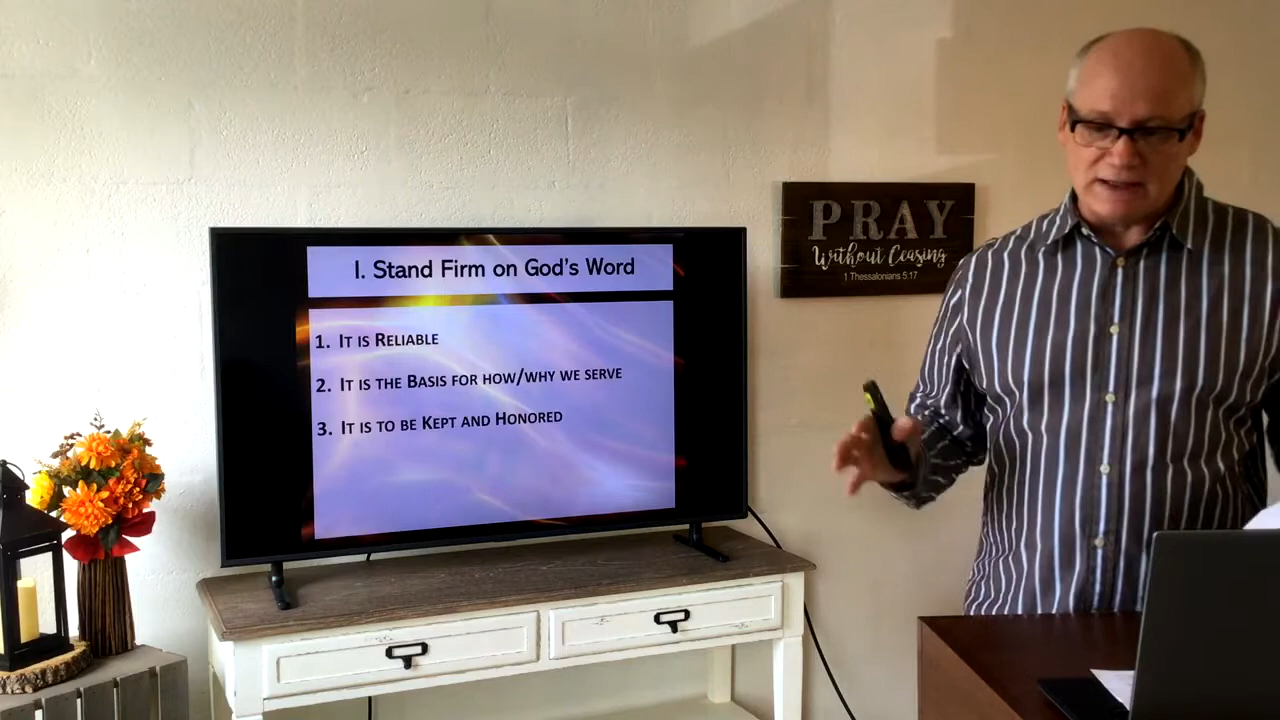 I. Stand Firm on God's Word
1. It is Reliable
2. It is the Basis for how/why we serve
3. It is to be Kept and Honored
PRAY
Without Ceasing
1 Thessalonians 5:17